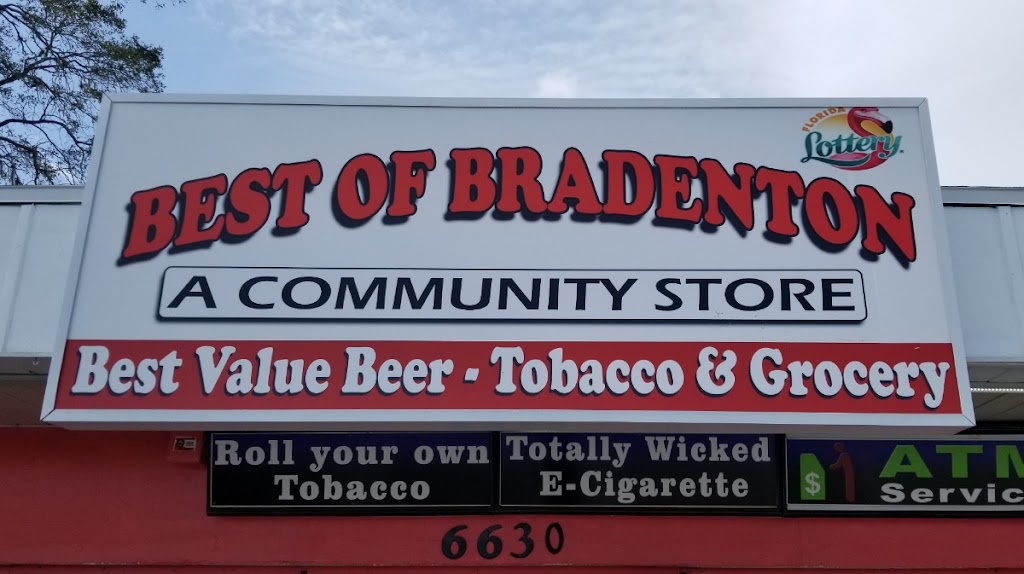 FLORIDA
Lottery.
BEST OF BRADENTON
A COMMUNITY STORE
Best Value Beer - Tobacco & Grocery
Roll your own
Tobacco
Totally Wicked
E-Cigarette
$
ATM
Servic
6630